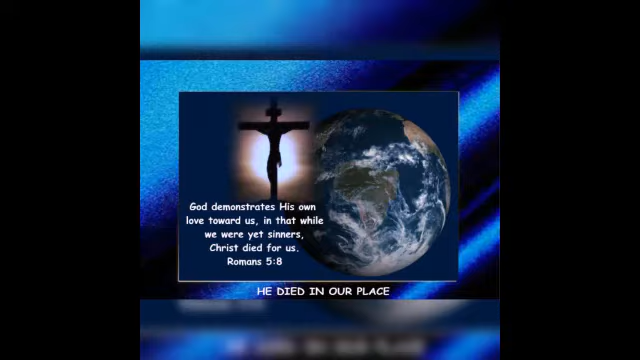 God demonstrates His own
love toward us, in that while
we were yet sinners,
Christ died for us.
Romans 5:8
HE DIED IN OUR PLACE